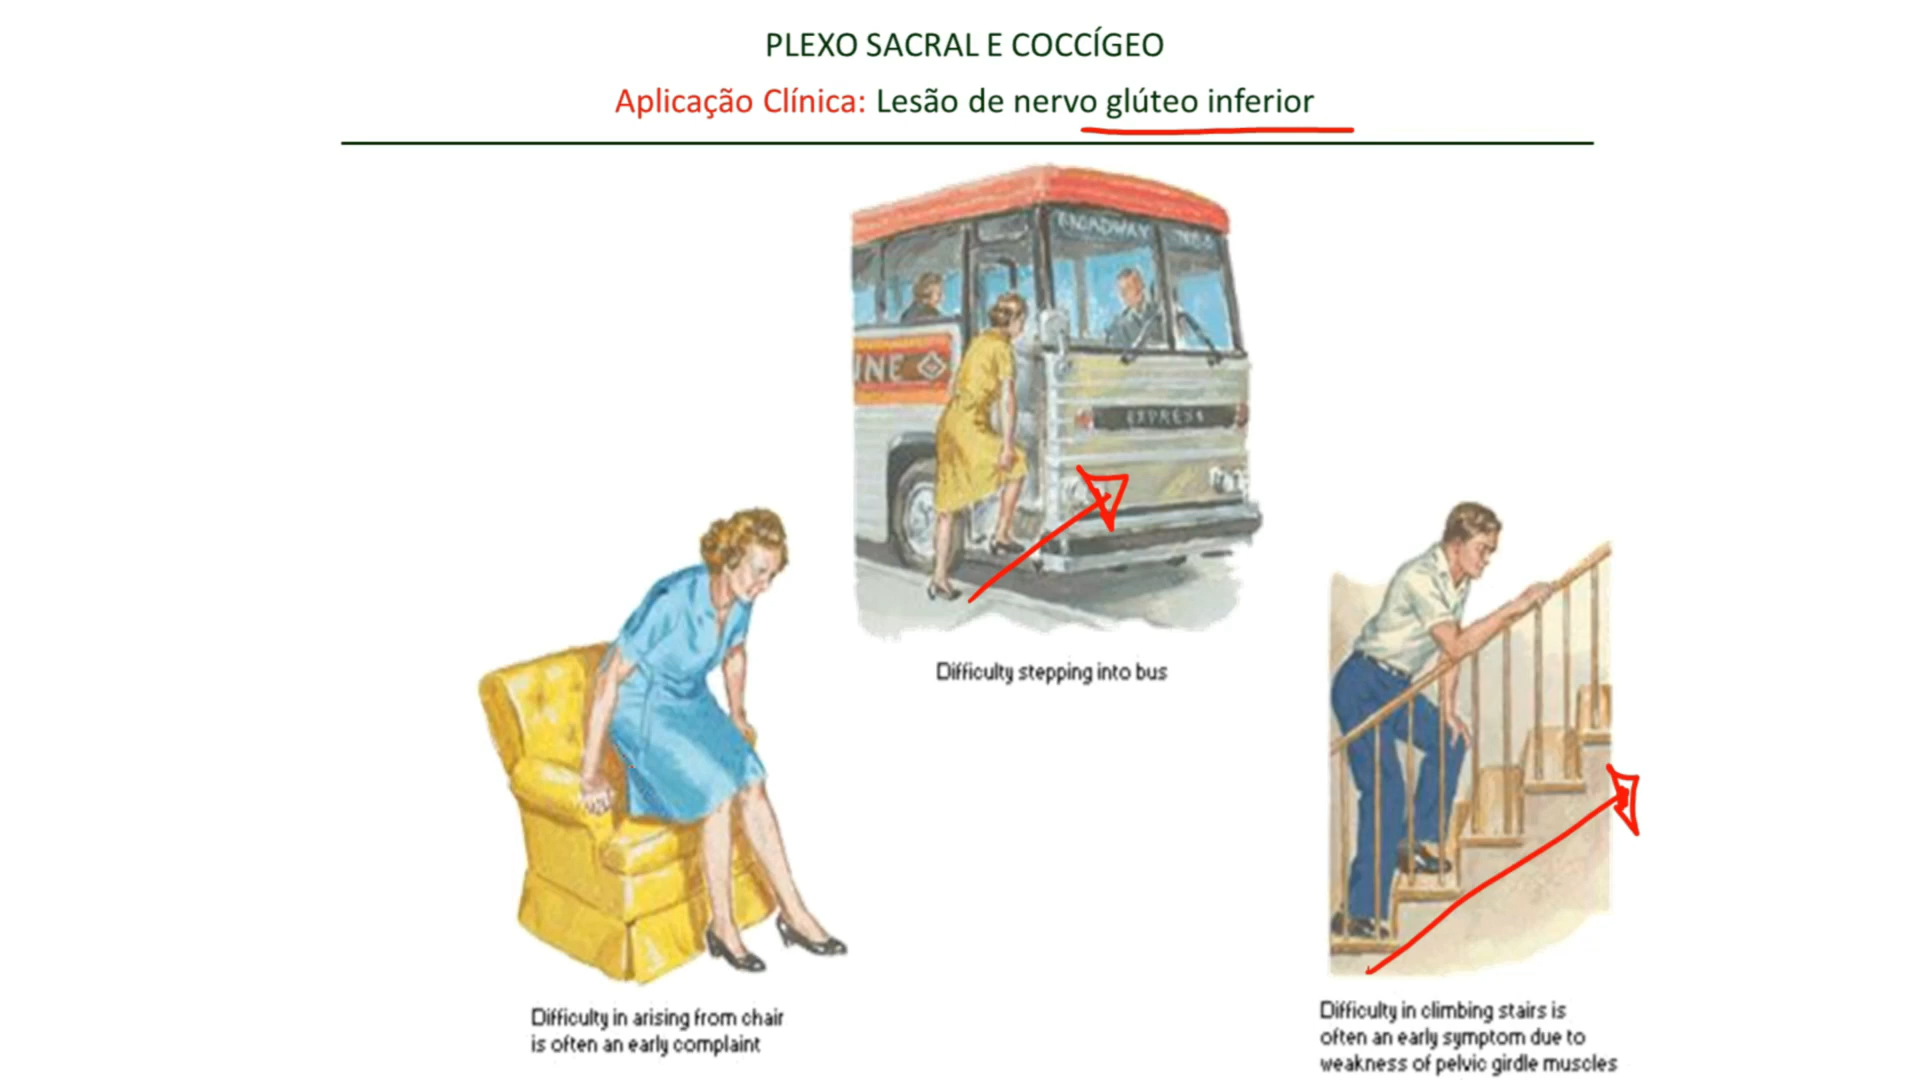 PLEXO SACRAL E COCCÍGEO
Aplicação Clínica: Lesão de nervo glúteo inferior
BROADWAY
INE
EXPRESS
Difficulty stepping into bus
Difficulty in arising from chair
is often an early complaint
Difficulty in climbing stairs is
often an early symptom due to
weakness of pelvic girdle muscles